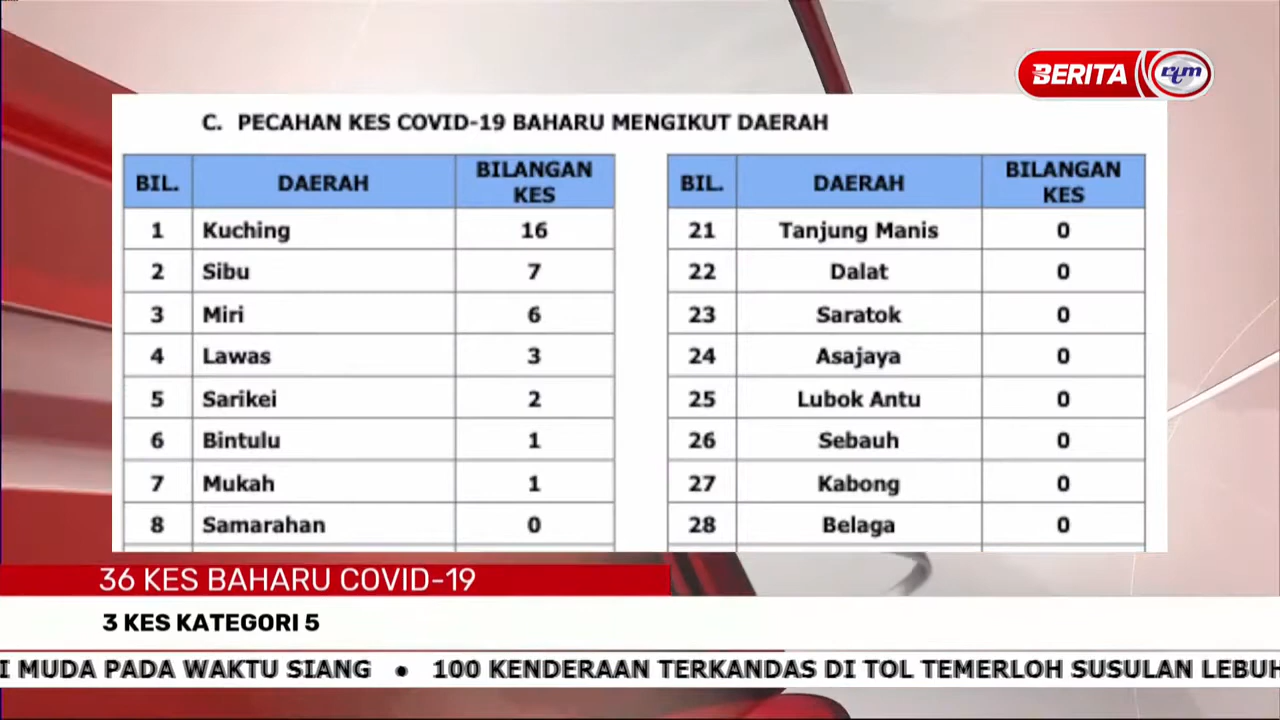 BERITA rtm
C. PECAHAN KES COVID-19 BAHARU MENGIKUT DAERAH
BIL. DAERAH BILANGAN KES
1 Kuching 16
2 Sibu 7
3 Miri 6
4 Lawas 3
5 Sarikei 2
6 Bintulu 1
7 Mukah 1
8 Samarahan 0
BIL. DAERAH BILANGAN KES
21 Tanjung Manis 0
22 Dalat 0
23 Saratok 0
24 Asajaya 0
25 Lubok Antu 0
26 Sebauh 0
27 Kabong 0
28 Belaga 0
36 KES BAHARU COVID-19
3 KES KATEGORI 5
I MUDA PADA WAKTU SIANG • 100 KENDERAAN TERKANDAS DI TOL TEMERLOH SUSULAN LEBUH